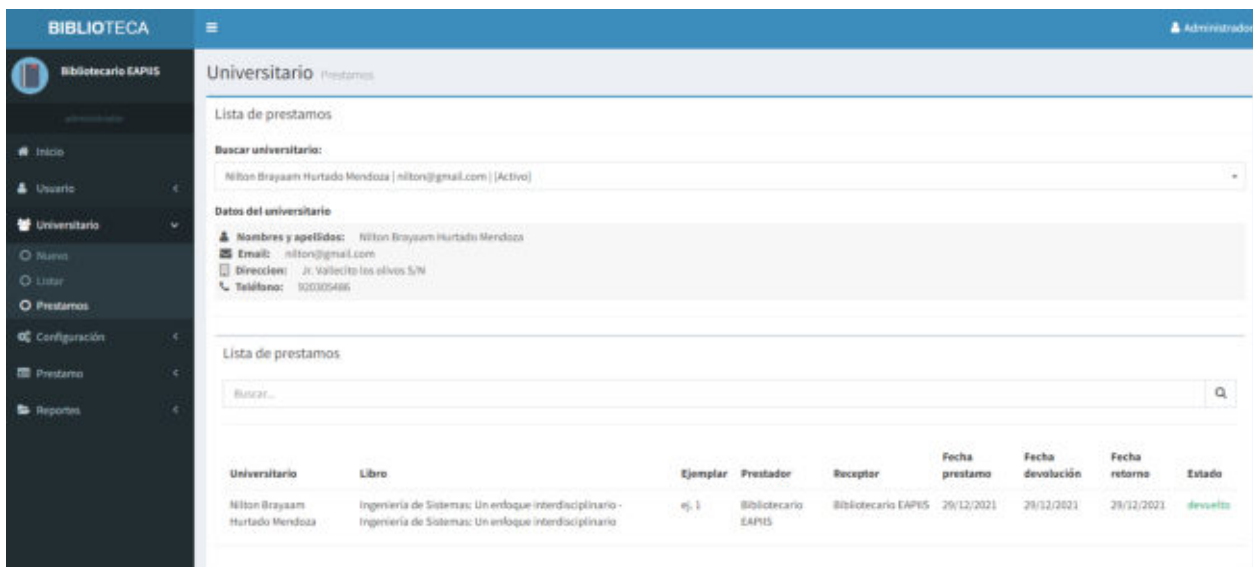 BIBLIOTECA
Administrador
Bibliotecario EAPIIS
administrador
Inicio
Usuario
Universitario
Nuevo
Listar
Prestamos
Configuración
Prestamo
Reportes
Universitario Prestamos
Lista de prestamos
Buscar universitario:
Nilton Brayaam Hurtado Mendoza | nilton@gmail.com | [Activo]
Datos del universitario
Nombres y apellidos: Nilton Brayaam Hurtado Mendoza
Email: nilton@gmail.com
Direccion: Jr. Vallecito los olivos S/N
Teléfono: 920305486
Lista de prestamos
Buscar...
Universitario Libro Ejemplar Prestador Receptor Fecha prestamo Fecha devolución Fecha retorno Estado
Nilton Brayaam Ingeniería de Sistemas: Un enfoque interdisciplinario - ej. 1 Bibliotecario Bibliotecario EAPIIS 29/12/2021 29/12/2021 29/12/2021 devuelto
Hurtado Mendoza Ingeniería de Sistemas: Un enfoque interdisciplinario EAPIIS